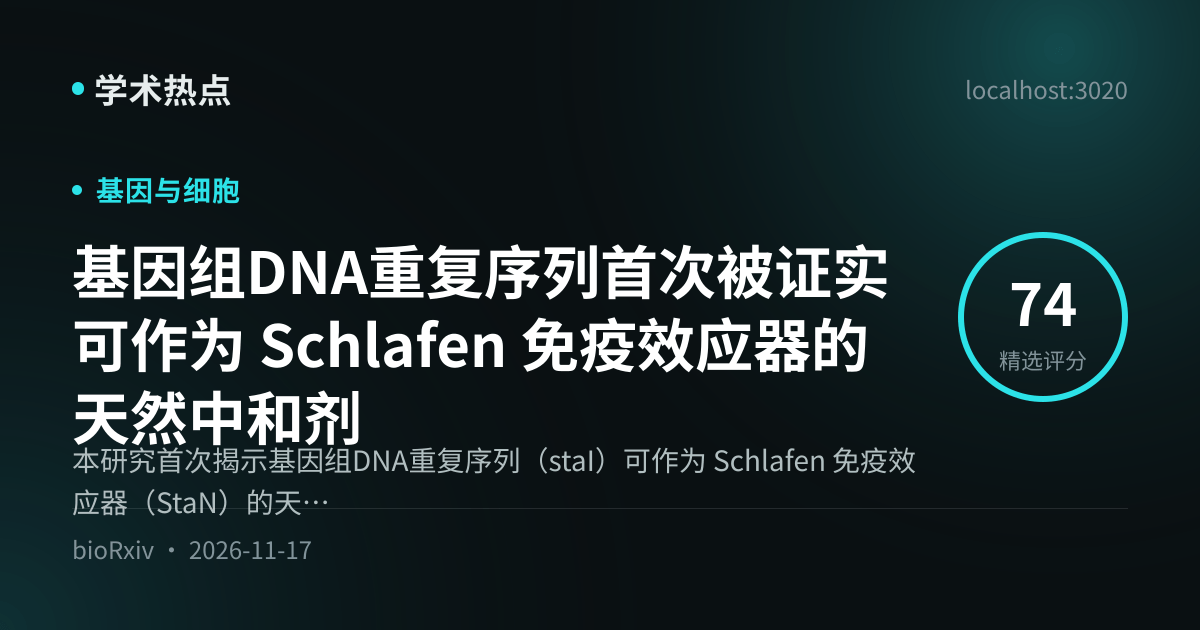 学术热点
localhost:3020
基因与细胞
基因组DNA重复序列首次被证实
可作为 Schlafen 免疫效应器的
天然中和剂
74
精选评分
本研究首次揭示基因组DNA重复序列（staI）可作为 Schlafen 免疫效
应器（StaN）的天…
bioRxiv · 2026-11-17